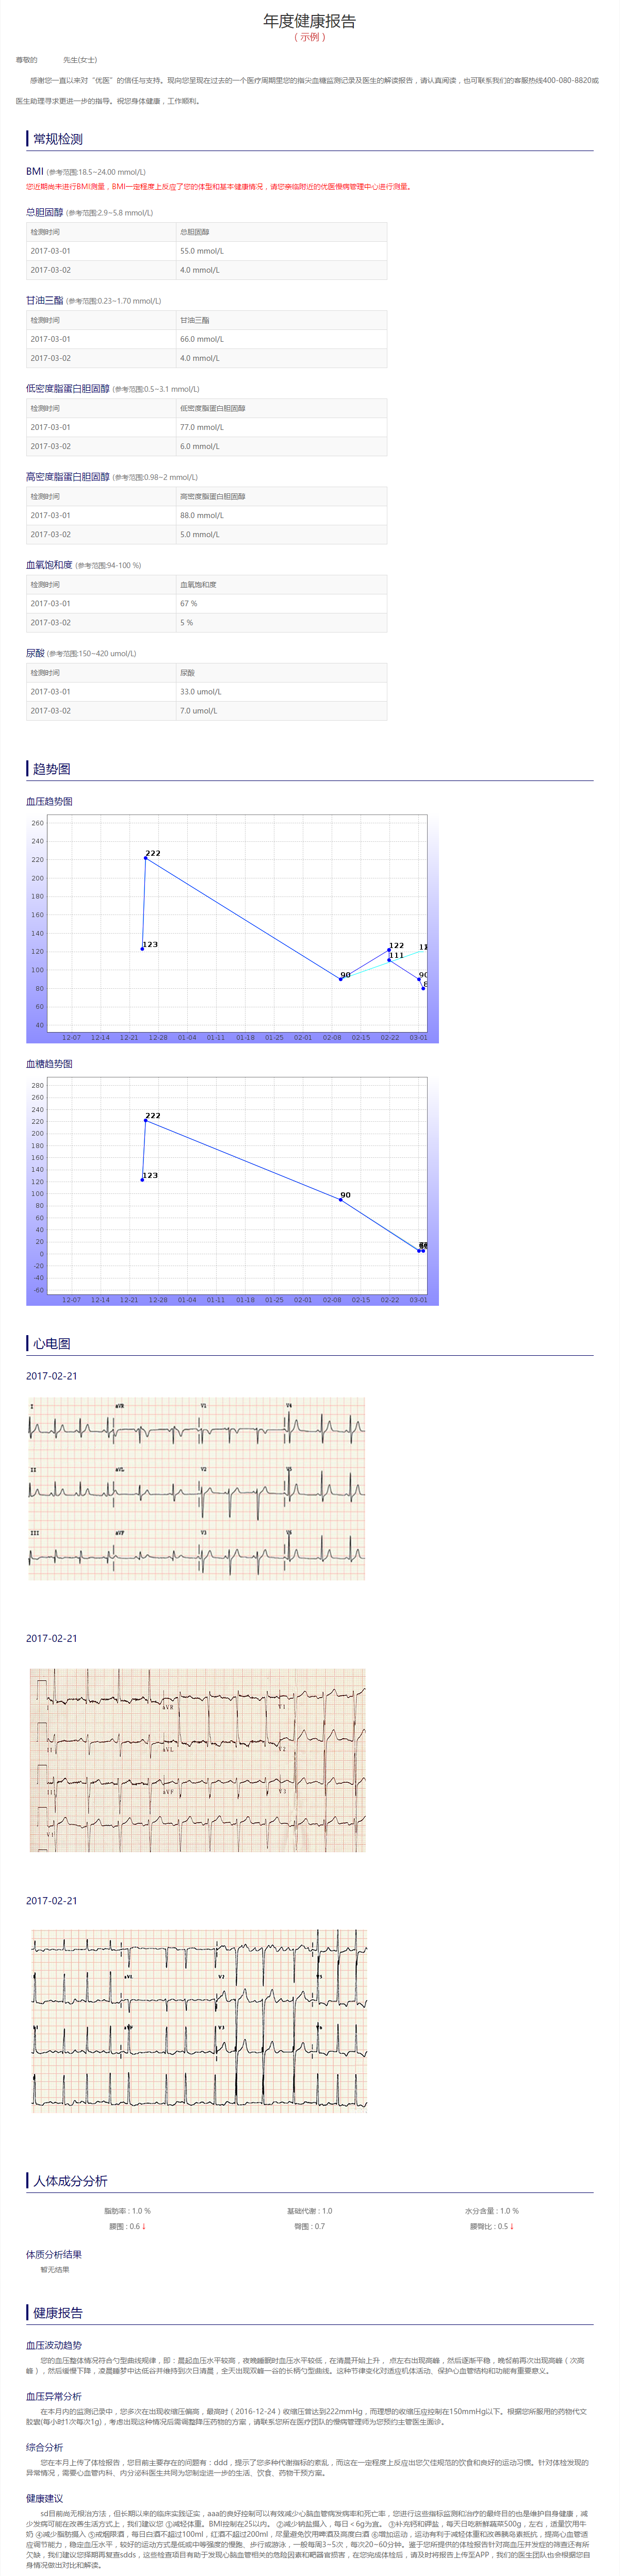 年度健康报告
（ 示例 ）
尊敬的 先生(女士)
感谢您一直以来对“优医”的信任与支持。现向您呈现在过去的一个医疗周期里您的指尖血糖监测记录及医生的解读报告，请认真阅读，也可联系我们的客服热线400-080-8820或
医生助理寻求更进一步的指导。祝您身体健康，工作顺利。
常规检测
BMI (参考范围:18.5~24.00 mmol/L)
您近期尚未进行BMI测量，BMI一定程度上反应了您的体型和基本健康情况，请您亲临附近的优医慢病管理中心进行测量。
总胆固醇 (参考范围:2.9~5.8 mmol/L)
检测时间 总胆固醇
2017-03-01 55.0 mmol/L
2017-03-02 4.0 mmol/L
甘油三酯 (参考范围:0.23~1.70 mmol/L)
检测时间 甘油三酯
2017-03-01 66.0 mmol/L
2017-03-02 4.0 mmol/L
低密度脂蛋白胆固醇 (参考范围:0.5~3.1 mmol/L)
检测时间 低密度脂蛋白胆固醇
2017-03-01 77.0 mmol/L
2017-03-02 6.0 mmol/L
高密度脂蛋白胆固醇 (参考范围:0.98~2 mmol/L)
检测时间 高密度脂蛋白胆固醇
2017-03-01 88.0 mmol/L
2017-03-02 5.0 mmol/L
血氧饱和度 (参考范围:94-100 %)
检测时间 血氧饱和度
2017-03-01 67 %
2017-03-02 5 %
尿酸 (参考范围:150~420 umol/L)
检测时间 尿酸
2017-03-01 33.0 umol/L
2017-03-02 7.0 umol/L
趋势图
血压趋势图
260
240
220
200
180
160
140
120
100
80
60
40
222
123
90
122
111
90
12-07 12-14 12-21 12-28 01-04 01-11 01-18 01-25 02-01 02-08 02-15 02-22 03-01
血糖趋势图
280
260
240
220
200
180
160
140
120
100
80
60
40
20
0
-20
-40
-60
222
123
90
12-07 12-14 12-21 12-28 01-04 01-11 01-18 01-25 02-01 02-08 02-15 02-22 03-01
心电图
2017-02-21
I aVR V1 V4
II aVL V2 V5
III aVF V3 V6
2017-02-21
I aVR V1
II aVL V2
III aVF V3
V1
2017-02-21
aVL V2 V5
aVF V3 V6
人体成分分析
脂肪率 : 1.0 % 基础代谢 : 1.0 水分含量 : 1.0 %
腰围 : 0.6 ↓ 臀围 : 0.7 腰臀比 : 0.5 ↓
体质分析结果
暂无结果
健康报告
血压波动趋势
您的血压整体情况符合勺型曲线规律，即：晨起血压水平较高，夜晚睡眠时血压水平较低，在清晨开始上升， 点左右出现高峰，然后逐渐平稳，晚邻前再次出现高峰（次高
峰），然后缓慢下降，凌晨睡梦中达低谷并维持到次日清晨，全天出现双峰一谷的长柄勺型曲线。这种节律变化对适应机体活动、保护心血管结构和功能有重要意义。
血压异常分析
在本月内的监测记录中，您多次在出现收缩压偏高，最高时（2016-12-24）收缩压曾达到222mmHg，而理想的收缩压应控制在150mmHg以下。根据您所服用的药物代文
胶囊(每小时1次每次1g)，考虑出现这种情况后需调整降压药物的方案，请联系您所在医疗团队的慢病管理师为您预约主管医生面诊。
综合分析
您在本月上传了体检报告，您目前主要存在的问题有：ddd，提示了您多种代谢指标的紊乱，而这在一定程度上反应出您欠佳规范的饮食和良好的运动习惯。针对体检发现的
异常情况，需要心血管内科、内分泌科医生共同为您制定进一步的生活、饮食、药物干预方案。
健康建议
sd目前尚无根治方法，但长期以来的临床实践证实，aaa的良好控制可以有效减少心脑血管病发病率和死亡率，您进行这些指标监测和治疗的最终目的也是维护自身健康，减
少发病可能在改善生活方式上，我们建议您 ①减轻体重。BMI控制在25以内。 ②减少钠盐摄入，每日＜6g为宜。 ③补充钙和钾盐，每天日吃新鲜蔬菜500g，左右，适量饮用牛
奶 ④减少脂肪摄入 ⑤戒烟限酒，每日白酒不超过100ml，红酒不超过200ml，尽量避免饮用啤酒及高度白酒 ⑥增加运动，运动有利于减轻体重和改善胰岛素抵抗，提高心血管适
应调节能力，稳定血压水平，较好的运动方式是低或中等强度的慢跑、步行或游泳，一般每周3~5次，每次20~60分钟。鉴于您所提供的体检报告针对高血压并发症的筛查还有所
欠缺，我们建议您择期再复查sdds，这些检查项目有助于发现心脑血管相关的危险因素和靶器官损害，在您完成体检后，请及时将报告上传至APP，我们的医生团队也会根据您自
身情况做出对比和解读。